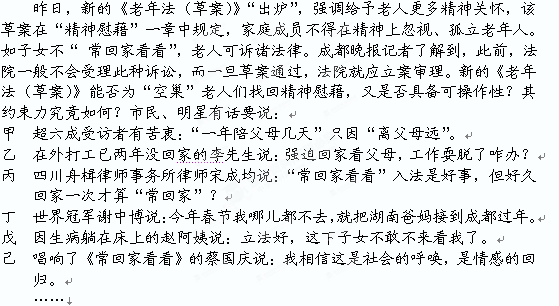 昨日，新的《老年法（草案）》“出炉”，强调给予老人更多精神关怀，该
草案在“精神慰藉”一章中规定，家庭成员不得在精神上忽视、孤立老年人。
如子女不“ 常回家看看”，老人可诉诸法律。成都晚报记者了解到，此前，法
院一般不会受理此种诉讼，而一旦草案通过，法院就应立案审理。新的《老年
法（草案）》能否为“空巢”老人们找回精神慰藉，又是否具备可操作性？其
约束力究竟如何？市民、明星有话要说：
甲 超六成受访者有苦衷：“一年陪父母几天”只因“离父母远”。
乙 在外打工已两年没回家的李先生说：强迫回家看父母，工作耍脱了咋办？
丙 四川舟楫律师事务所律师宋成均说：“常回家看看”入法是好事，但好久
回家一次才算“常回家”？
丁 世界冠军谢中博说：今年春节我哪儿都不去，就把湖南爸妈接到成都过年。
戊 因生病躺在床上的赵阿姨说：立法好，这下子女不敢不来看我了。
己 唱响了《常回家看看》的蔡国庆说：我相信这是社会的呼唤，是情感的回
归。
……